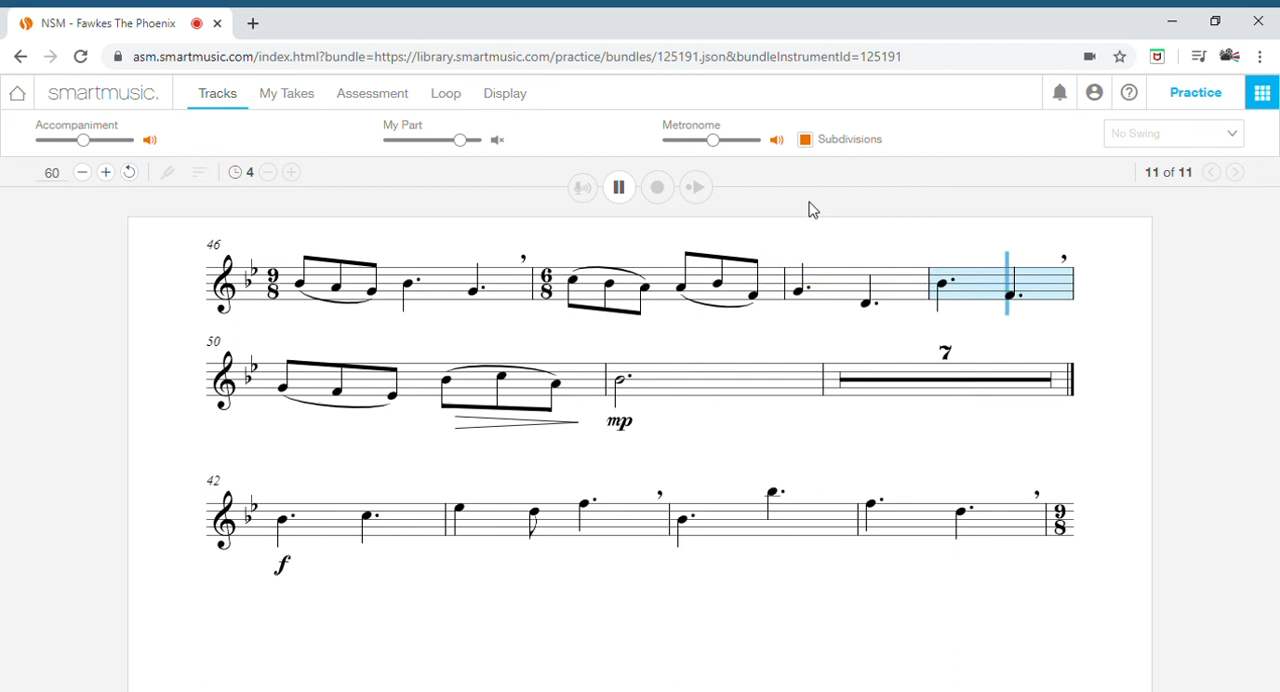 NSM - Fawkes The Phoenix
asm.smartmusic.com/index.html?bundle=https://library.smartmusic.com/practice/bundles/125191.json&bundleInstrumentId=125191
smartmusic. Tracks My Takes Assessment Loop Display Practice
Accompaniment My Part Metronome Subdivisions No Swing
60 4 11 of 11
46
9
8
6
8
50
7
mp
42
9
8
f